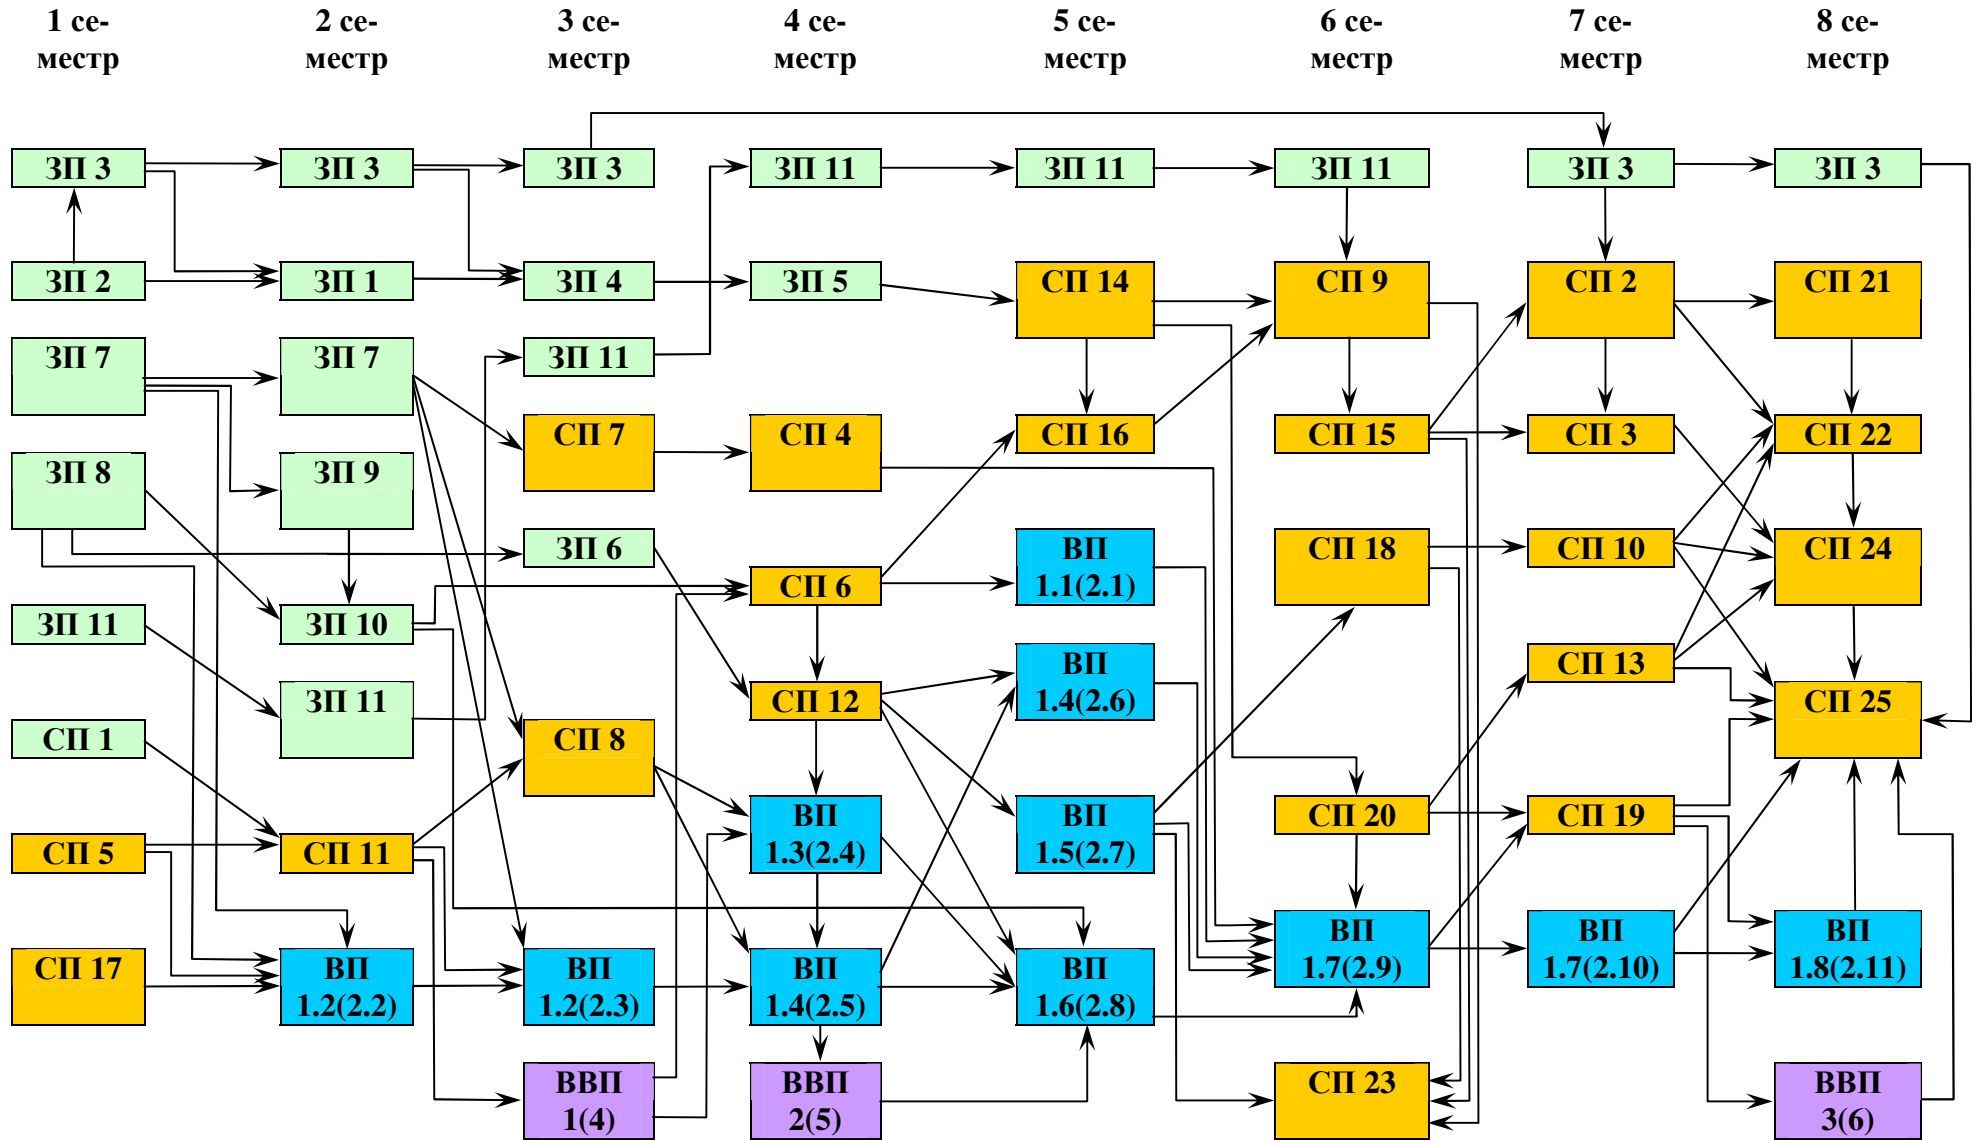 1 се-
местр
2 се-
местр
3 се-
местр
4 се-
местр
5 се-
местр
6 се-
местр
7 се-
местр
8 се-
местр
ЗП 3
ЗП 3
ЗП 3
ЗП 11
ЗП 11
ЗП 11
ЗП 3
ЗП 3
ЗП 2
ЗП 1
ЗП 4
ЗП 5
СП 14
СП 9
СП 2
СП 21
ЗП 7
ЗП 7
ЗП 11
СП 7
СП 4
СП 16
СП 15
СП 3
СП 22
ЗП 8
ЗП 9
ЗП 6
СП 6
ВП
1.1(2.1)
СП 18
СП 10
СП 24
ЗП 11
ЗП 10
ВП
1.4(2.6)
СП 13
ЗП 11
СП 12
СП 25
СП 1
СП 8
СП 5
СП 11
ВП
1.3(2.4)
ВП
1.5(2.7)
СП 20
СП 19
СП 17
ВП
1.2(2.2)
ВП
1.2(2.3)
ВП
1.4(2.5)
ВП
1.6(2.8)
ВП
1.7(2.9)
ВП
1.7(2.10)
ВП
1.8(2.11)
ВВП
1(4)
ВВП
2(5)
СП 23
ВВП
3(6)